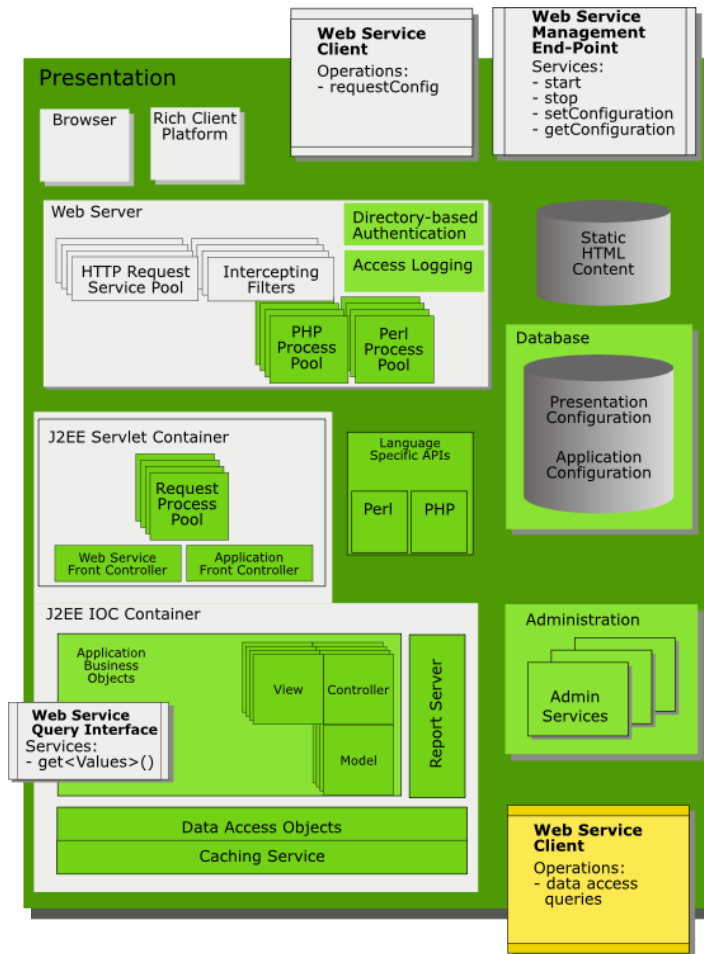 Web Service
Client
Operations:
- requestConfig
Web Service
Management
End-Point
Services:
- start
- stop
- setConfiguration
- getConfiguration
Presentation
Browser
Rich Client
Platform
Web Server
Directory-based
Authentication
Access Logging
HTTP Request
Service Pool
Intercepting
Filters
PHP
Process
Pool
Perl
Process
Pool
Static
HTML
Content
Database
Presentation
Configuration
Application
Configuration
J2EE Servlet Container
Request
Process
Pool
Web Service
Front Controller
Application
Front Controller
Language
Specific APIs
Perl
PHP
J2EE IOC Container
Application
Business
Objects
View
Controller
Model
Report Server
Web Service
Query Interface
Services:
- get<Values>()
Data Access Objects
Caching Service
Administration
Admin
Services
Web Service
Client
Operations:
- data access
queries